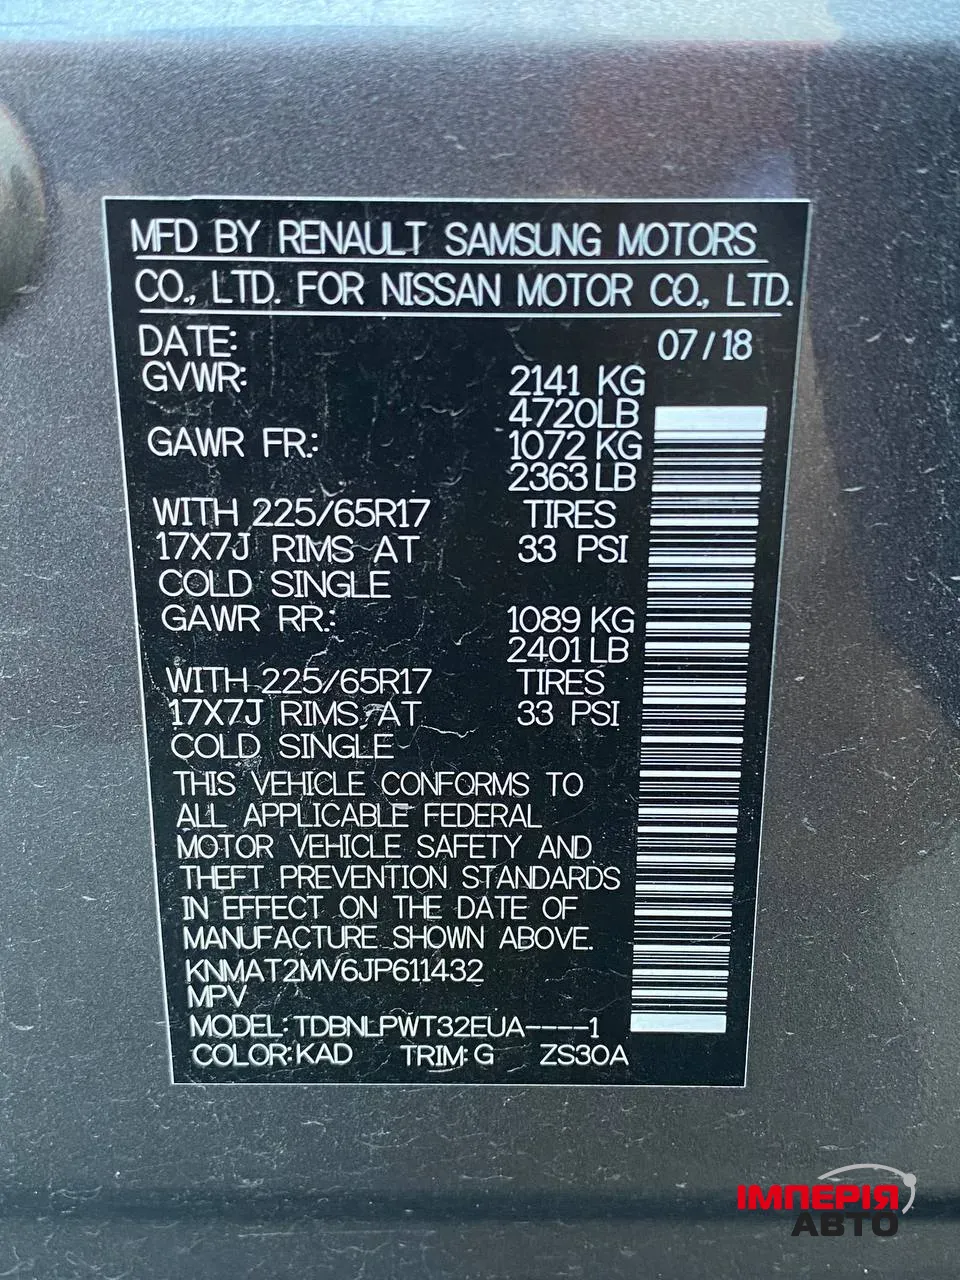 MFD BY RENAULT SAMSUNG MOTORS
CO., LTD. FOR NISSAN MOTOR CO., LTD.
DATE: 07/18
GVWR: 2141 KG
4720LB
GAWR FR.: 1072 KG
2363LB
WITH 225/65R17 TIRES
17X7J RIMS AT 33 PSI
COLD SINGLE
GAWR RR.: 1089 KG
2401LB
WITH 225/65R17 TIRES
17X7J RIMS AT 33 PSI
COLD SINGLE
THIS VEHICLE CONFORMS TO
ALL APPLICABLE FEDERAL
MOTOR VEHICLE SAFETY AND
THEFT PREVENTION STANDARDS
IN EFFECT ON THE DATE OF
MANUFACTURE SHOWN ABOVE.
KNMAT2MV6JP611432
MPV
MODEL: TDBNLPWT32EUA----1
COLOR: KAD TRIM: G ZS30A
ІМПЕРІЯ
АВТО